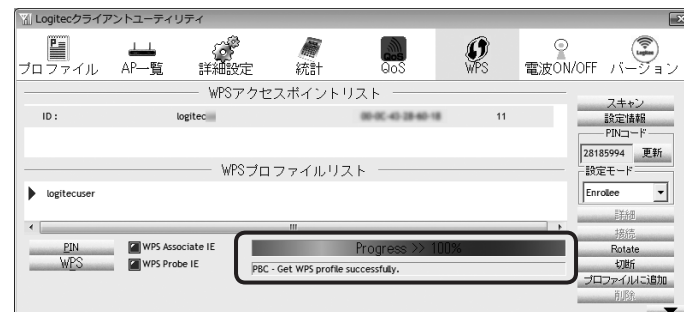 Logitecクライアントユーティリティ
プロファイル AP一覧 詳細設定 統計 QoS WPS 電波ON/OFF バージョン
WPSアクセスポイントリスト
ID : logitec 11
WPSプロファイルリスト
logitecuser
PIN WPS Associate IE Progress >> 100%
WPS WPS Probe IE PBC - Get WPS profile successfully.
スキャン
設定情報
PINコード
28185994 更新
設定モード
Enrollee
詳細
接続
Rotate
切断
プロファイルに追加
削除